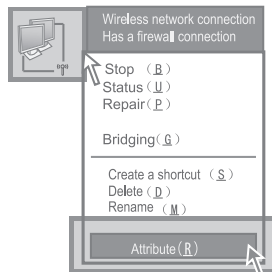 Wireless network connection
Has a firewall connection
Stop (B)
Status(U)
Repair(P)
Bridging(G)
Create a shortcut (S)
Delete(D)
Rename (M)
Attribute(R)